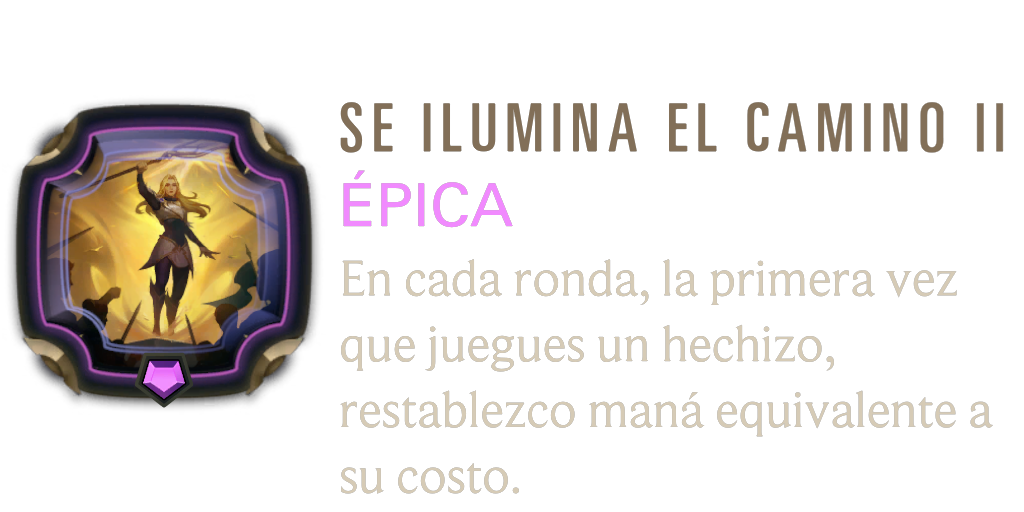 SE ILUMINA EL CAMINO II
ÉPICA
En cada ronda, la primera vez
que juegues un hechizo,
restablezco maná equivalente a
su costo.